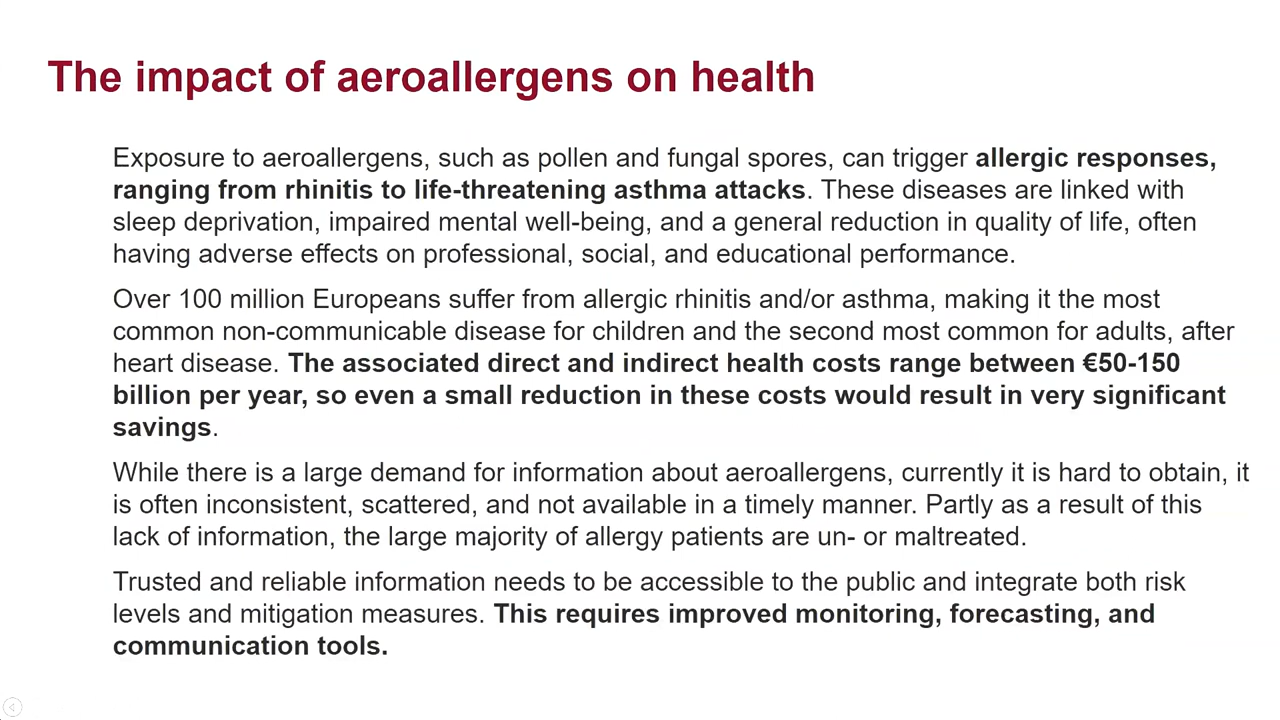 The impact of aeroallergens on health
Exposure to aeroallergens, such as pollen and fungal spores, can trigger allergic responses,
ranging from rhinitis to life-threatening asthma attacks. These diseases are linked with
sleep deprivation, impaired mental well-being, and a general reduction in quality of life, often
having adverse effects on professional, social, and educational performance.
Over 100 million Europeans suffer from allergic rhinitis and/or asthma, making it the most
common non-communicable disease for children and the second most common for adults, after
heart disease. The associated direct and indirect health costs range between €50-150
billion per year, so even a small reduction in these costs would result in very significant
savings.
While there is a large demand for information about aeroallergens, currently it is hard to obtain, it
is often inconsistent, scattered, and not available in a timely manner. Partly as a result of this
lack of information, the large majority of allergy patients are un- or maltreated.
Trusted and reliable information needs to be accessible to the public and integrate both risk
levels and mitigation measures. This requires improved monitoring, forecasting, and
communication tools.